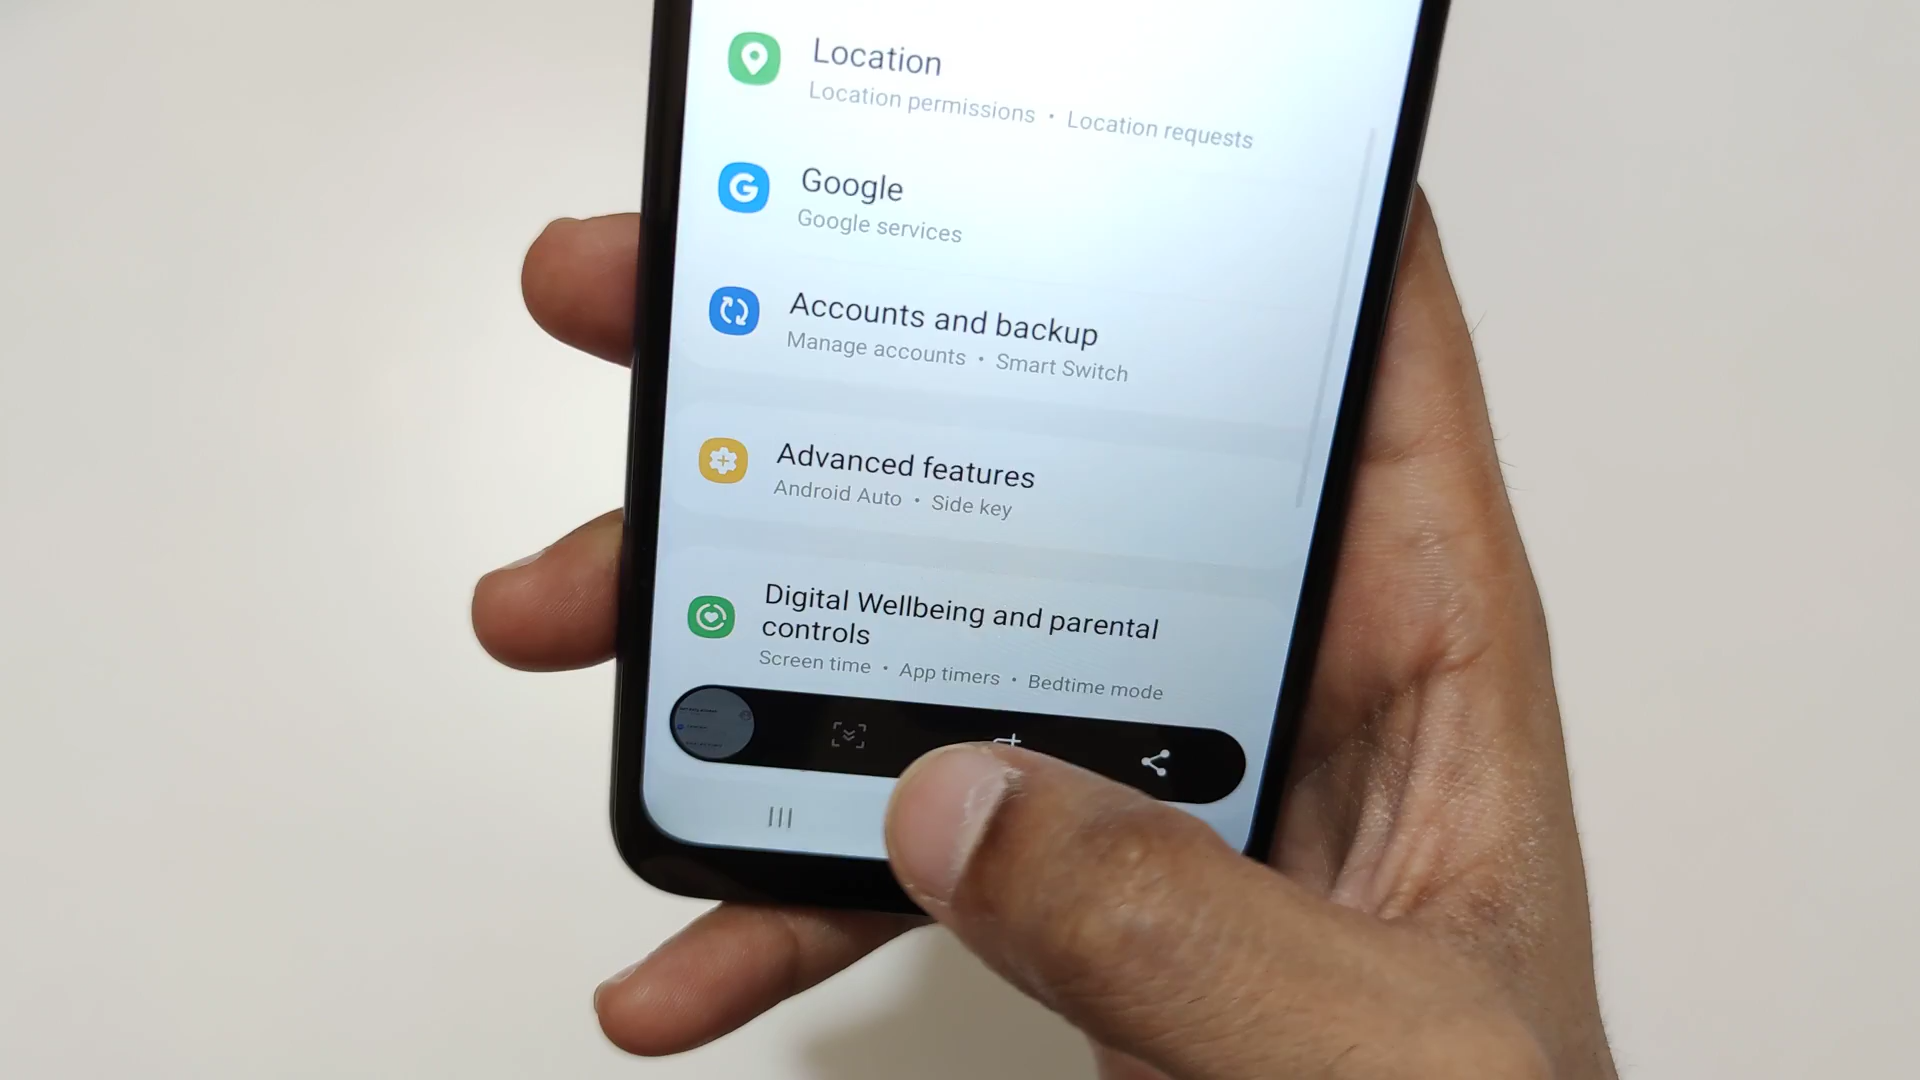 Location
Location permissions • Location requests
Google
Google services
Accounts and backup
Manage accounts • Smart Switch
Advanced features
Android Auto • Side key
Digital Wellbeing and parental
controls
Screen time • App timers • Bedtime mode